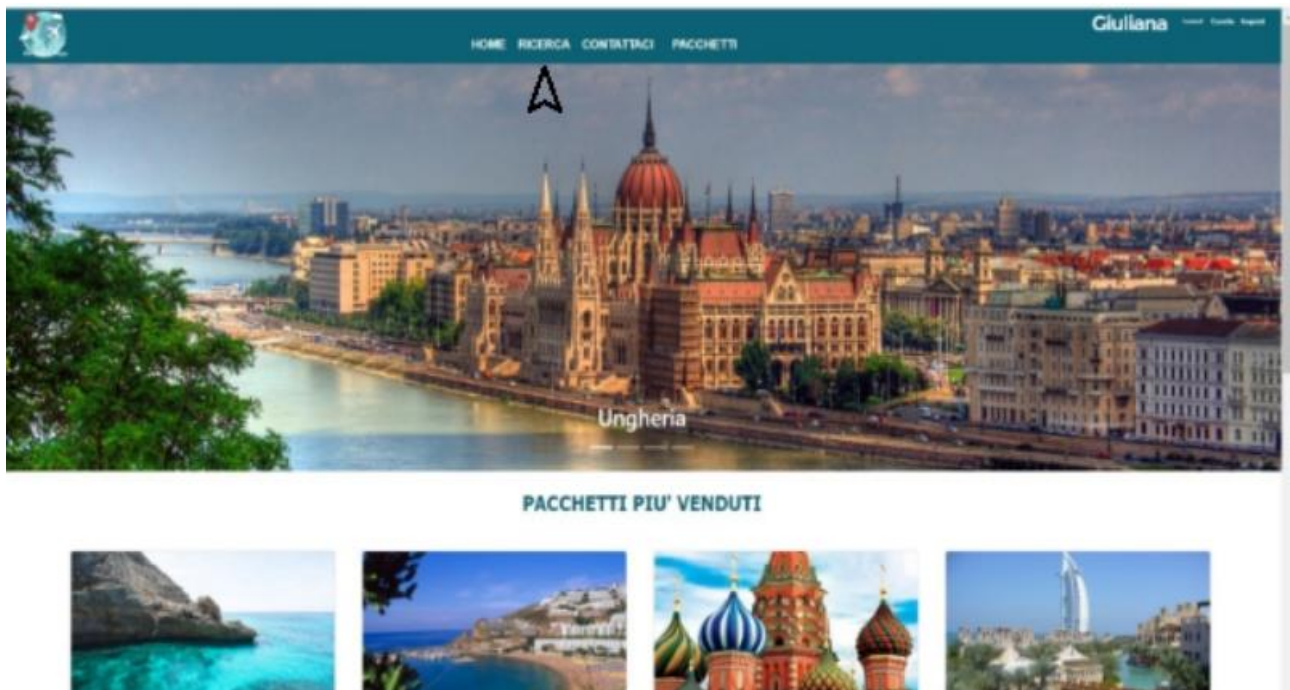 Giuliana
HOME RICERCA CONTATTACI PACCHETTI
Ungheria
PACCHETTI PIU' VENDUTI